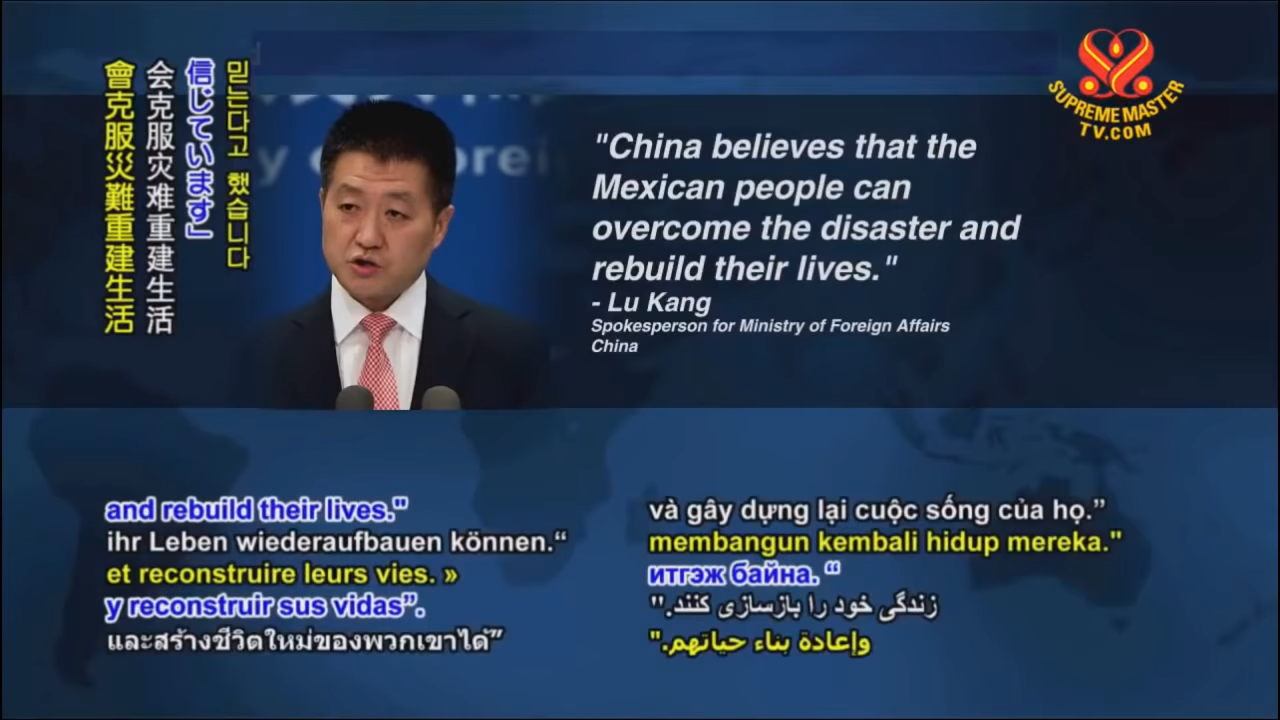 믿는다고 했습니다
信じています」
会克服灾难重建生活
會克服災難重建生活
y of Forei
SUPREME MASTER
TV.COM
"China believes that the
Mexican people can
overcome the disaster and
rebuild their lives."
- Lu Kang
Spokesperson for Ministry of Foreign Affairs
China
and rebuild their lives."
ihr Leben wiederaufbauen können.“
et reconstruire leurs vies. »
y reconstruir sus vidas”.
และสร้างชีวิตใหม่ของพวกเขาได้”
và gây dựng lại cuộc sống của họ.”
membangun kembali hidup mereka."
итгэж байна. “
زندگی خود را بازسازی کنند."
وإعادة بناء حياتهم."